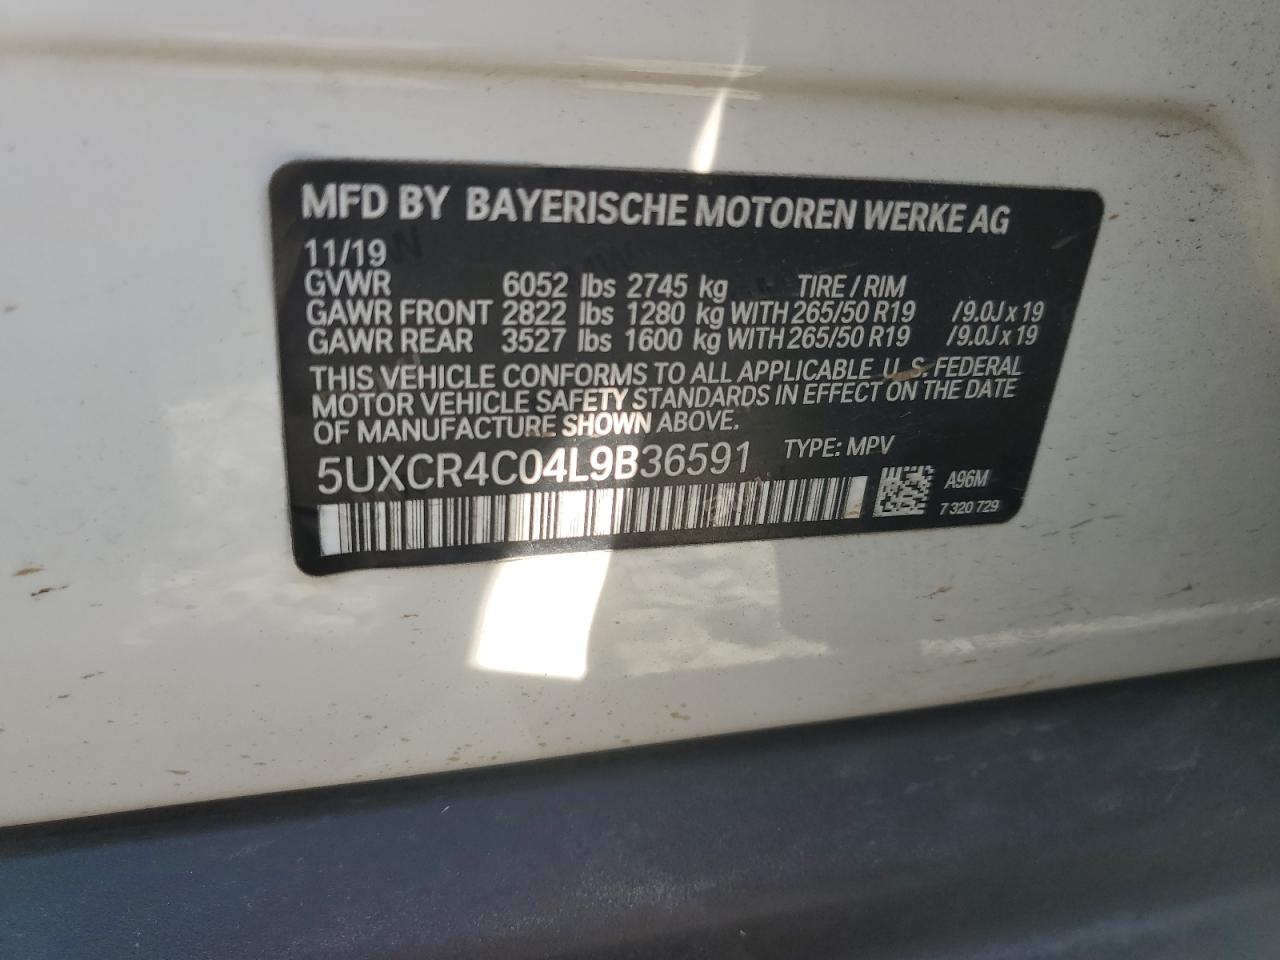 MFD BY BAYERISCHE MOTOREN WERKE AG
11/19
GVWR 6052 lbs 2745 kg TIRE / RIM
GAWR FRONT 2822 lbs 1280 kg WITH 265/50 R19 /9.0J x 19
GAWR REAR 3527 lbs 1600 kg WITH 265/50 R19 /9.0J x 19
THIS VEHICLE CONFORMS TO ALL APPLICABLE U.S. FEDERAL
MOTOR VEHICLE SAFETY STANDARDS IN EFFECT ON THE DATE
OF MANUFACTURE SHOWN ABOVE.
5UXCR4C04L9B36591 TYPE: MPV
A96M
7 320 729